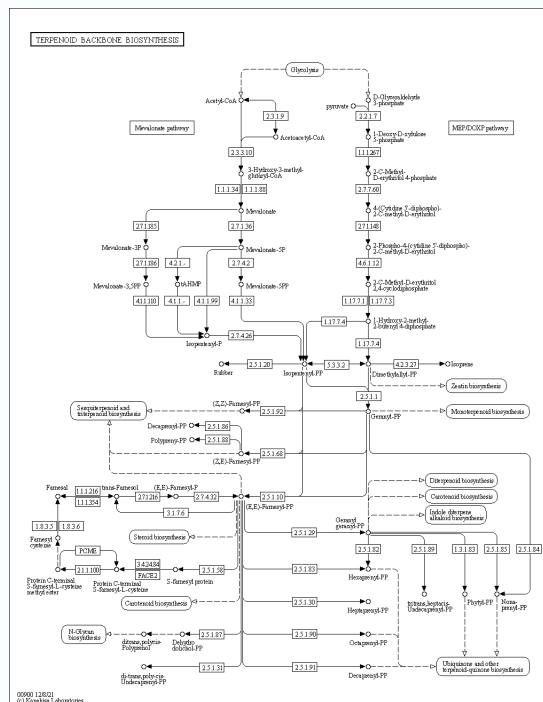 TERPENOID BACKBONE BIOSYNTHESIS
Glycolysis
Acetyl-CoA
D-Glyceraldehyde
3-phosphate
pyruvate
2.3.1.9
2.2.1.7
Mevalonate pathway
MEP/DOXP pathway
Acetoacetyl-CoA
1-Deoxy-D-xylulose
5-phosphate
2.3.3.10
1.1.1.267
3-Hydroxy-3-methyl-
glutaryl-CoA
2-C-Methyl-
D-erythritol 4-phosphate
1.1.1.34
1.1.1.88
2.7.7.60
Mevalonate
4-(Cytidine 5'-diphospho)-
2-C-methyl-D-erythritol
2.7.1.185
2.7.1.36
2.7.1.148
Mevalonate-3P
Mevalonate-5P
2-Phospho-4-(cytidine 5'-diphospho)-
2-C-methyl-D-erythritol
2.7.1.186
4.2.1.-
2.7.4.2
4.6.1.12
Mevalonate-3,5PP
tAHMP
Mevalonate-5PP
2-C-Methyl-D-erythritol
2,4-cyclodiphosphate
4.1.1.110
4.1.1.-
4.1.1.99
4.1.1.33
1.17.7.1
1.17.7.3
1.17.7.4
1-Hydroxy-2-methyl-
2-butenyl 4-diphosphate
Isopentenyl-P
2.7.4.26
1.17.7.4
Rubber
2.5.1.20
Isopentenyl-PP
5.3.3.2
Dimethylallyl-PP
4.2.3.27
Isoprene
Zeatin biosynthesis
2.5.1.1
Sesquiterpenoid and
triterpenoid biosynthesis
(Z,Z)-Farnesyl-PP
2.5.1.92
Geranyl-PP
Monoterpenoid biosynthesis
Decaprenyl-PP
2.5.1.86
Polyprenyl-PP
2.5.1.88
(Z,E)-Farnesyl-PP
2.5.1.68
Farnesal
1.1.1.216
1.1.1.354
trans-Farnesol
2.7.1.216
(E,E)-Farnesyl-P
2.7.4.32
2.5.1.10
(E,E)-Farnesyl-PP
Diterpenoid biosynthesis
Carotenoid biosynthesis
Indole diterpene
alkaloid biosynthesis
3.1.7.6
1.8.3.5
1.8.3.6
Steroid biosynthesis
2.5.1.29
Geranyl
geranyl-PP
Farnesyl
cysteine
2.5.1.82
2.5.1.89
1.3.1.83
2.5.1.85
2.5.1.84
PCME
2.1.1.100
3.4.24.84
FACE2
2.5.1.58
2.5.1.83
Protein C-terminal
S-farnesyl-L-cysteine
methyl ester
Protein C-terminal
S-farnesyl-L-cysteine
S-farnesyl protein
Hexaprenyl-PP
Carotenoid biosynthesis
2.5.1.30
Heptaprenyl-PP
tritrans,heptacis-
Undecaprenyl-PP
Phytyl-PP
Nona-
prenyl-PP
N-Glycan
biosynthesis
ditrans,polycis-
Polyprenol
2.5.1.87
Dehydro
dolichol-PP
2.5.1.90
Octaprenyl-PP
di-trans,poly-cis-
Undecaprenyl-PP
2.5.1.31
2.5.1.91
Decaprenyl-PP
Ubiquinone and other
terpenoid-quinone biosynthesis
00900 12/8/21
(c) Kanehisa Laboratories